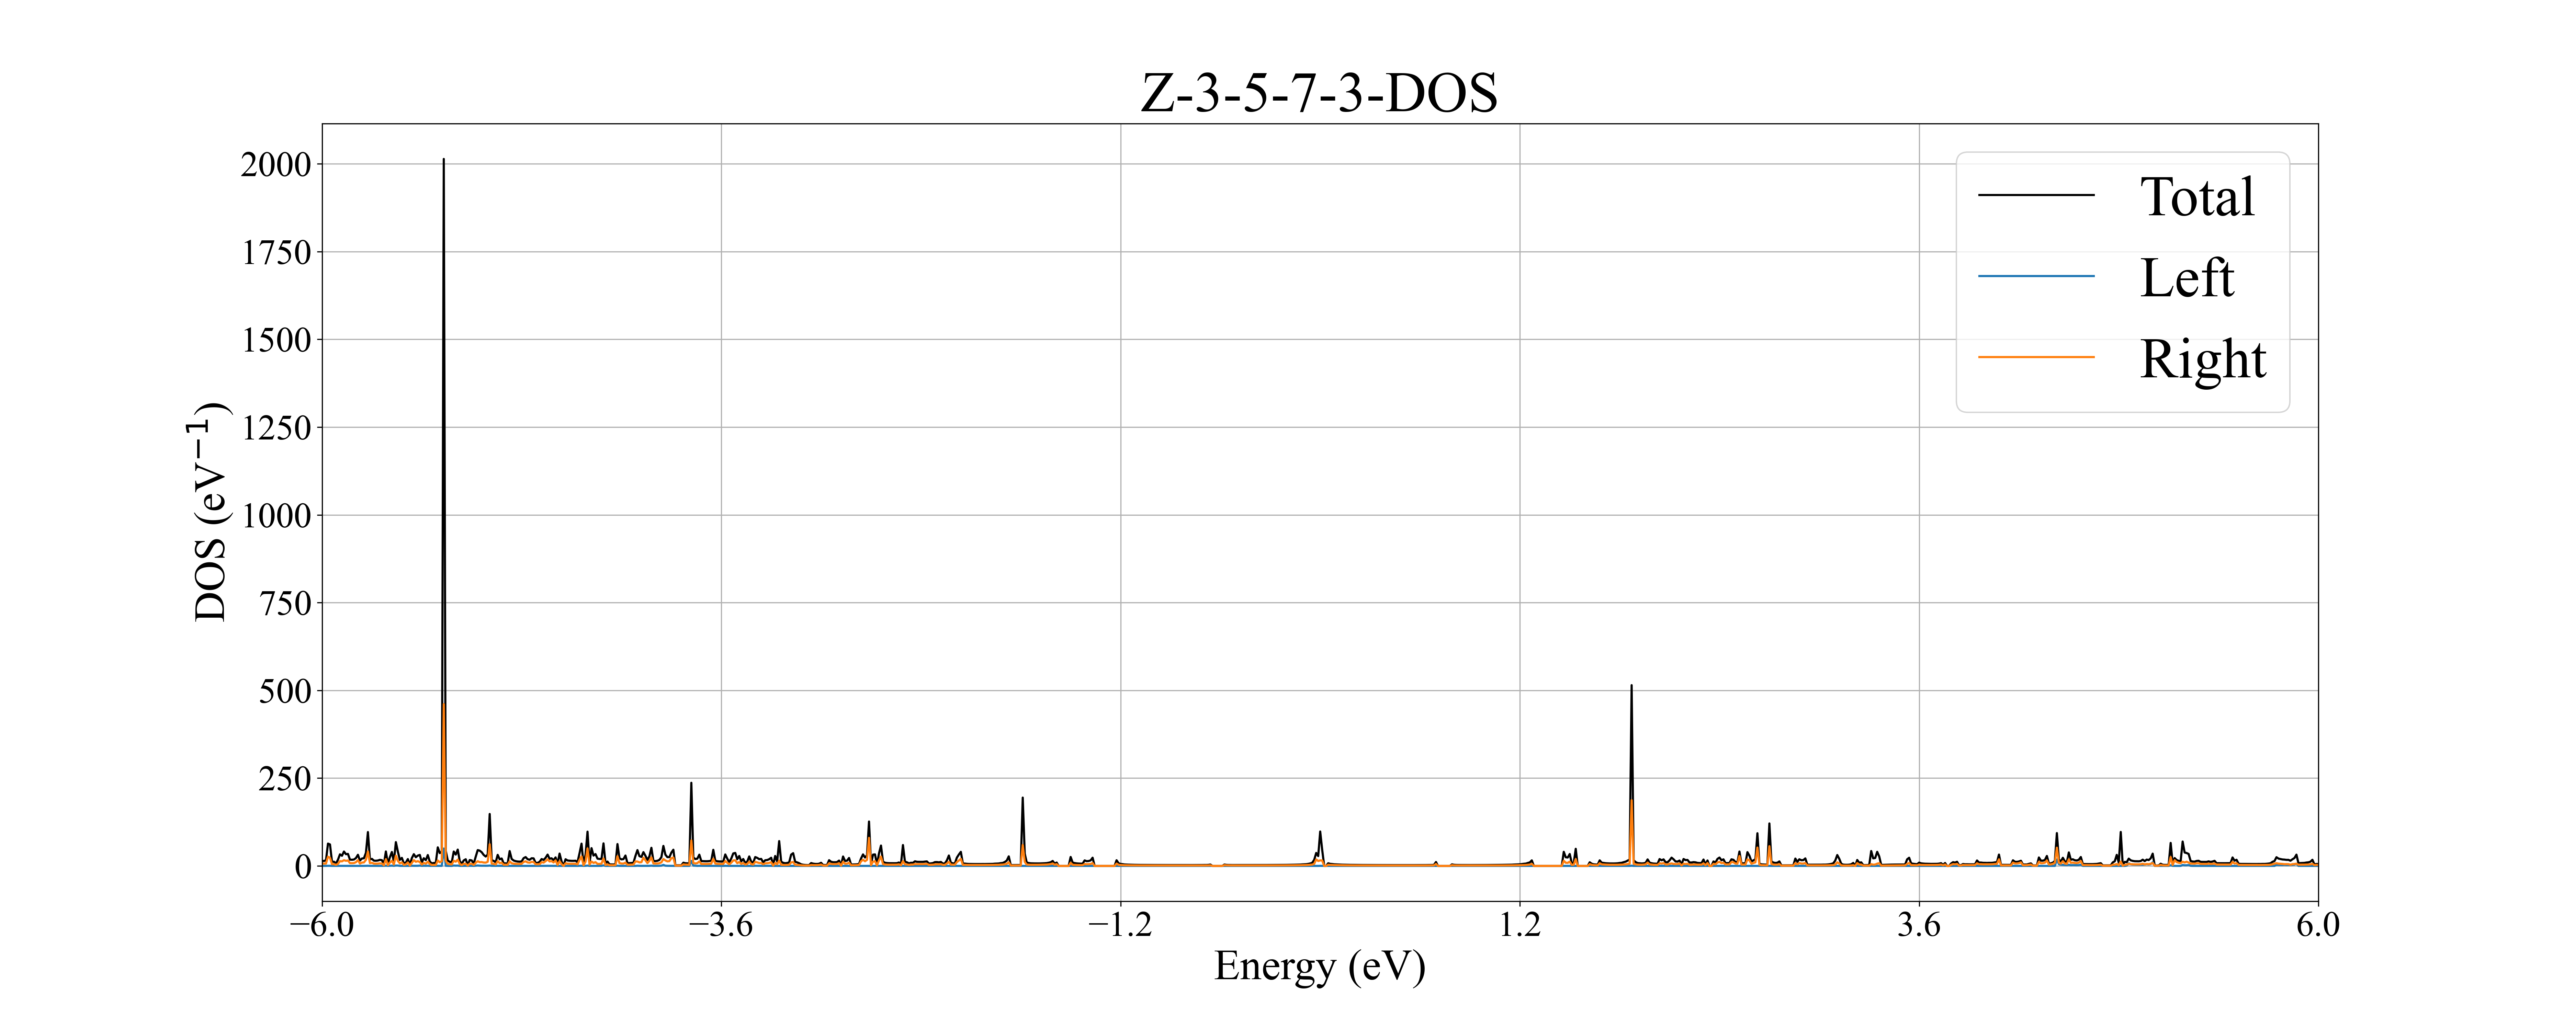 Z-3-5-7-3-DOS
2000
1750
1500
1250
1000
750
500
250
0
DOS (eV⁻¹)
Total
Left
Right
−6.0
−3.6
−1.2
1.2
3.6
6.0
Energy (eV)